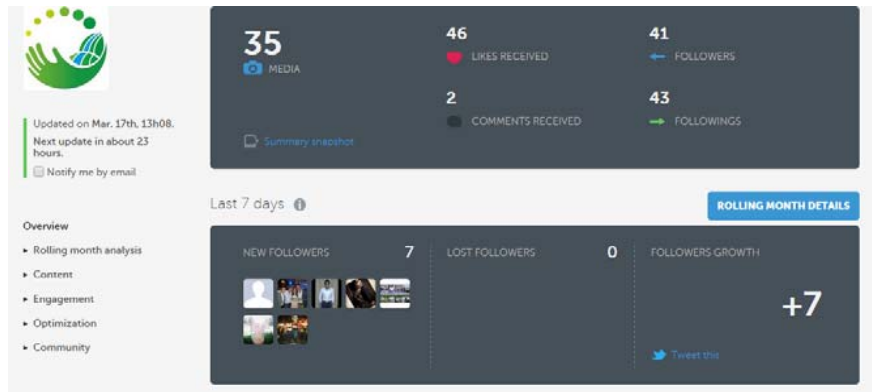 Updated on Mar. 17th, 13h08.
Next update in about 23
hours.
Notify me by email
Overview
Rolling month analysis
Content
Engagement
Optimization
Community
35
MEDIA
Summary snapshot
46
LIKES RECEIVED
2
COMMENTS RECEIVED
41
FOLLOWERS
43
FOLLOWINGS
Last 7 days
ROLLING MONTH DETAILS
NEW FOLLOWERS 7
LOST FOLLOWERS 0
FOLLOWERS GROWTH
+7
Tweet this